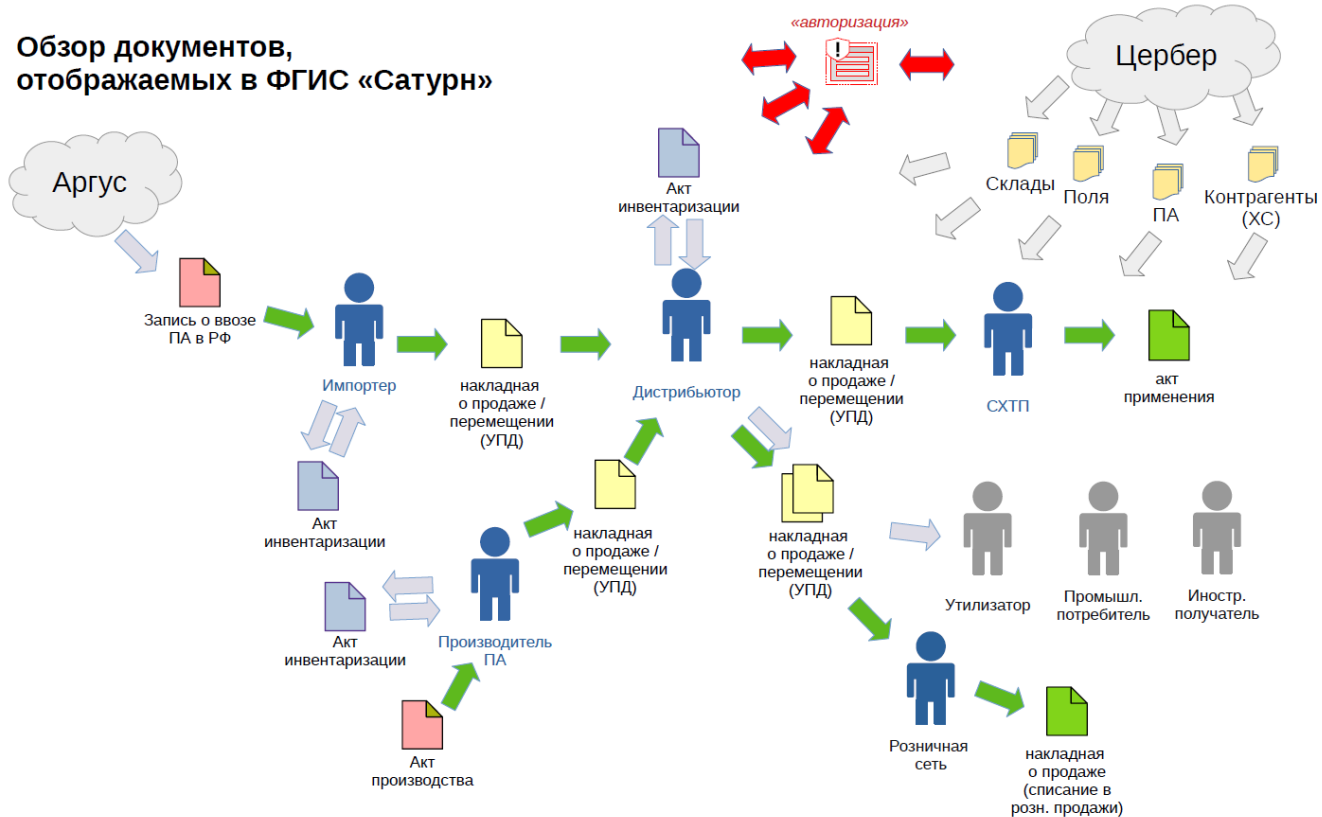 Обзор документов,
отображаемых в ФГИС «Сатурн»
«авторизация»
!
Цербер
Аргус
Акт
инвентаризации
Склады
Поля
ПА
Контрагенты
(ХС)
Запись о ввозе
ПА в РФ
Импортер
накладная
о продаже /
перемещении
(УПД)
Дистрибьютор
накладная
о продаже /
перемещении
(УПД)
СХТП
акт
применения
Акт
инвентаризации
накладная
о продаже /
перемещении
(УПД)
накладная
о продаже /
перемещении
(УПД)
Утилизатор
Промышл.
потребитель
Иностр.
получатель
Акт
инвентаризации
Производитель
ПА
Акт
производства
Розничная
сеть
накладная
о продаже
(списание в
розн. продажи)